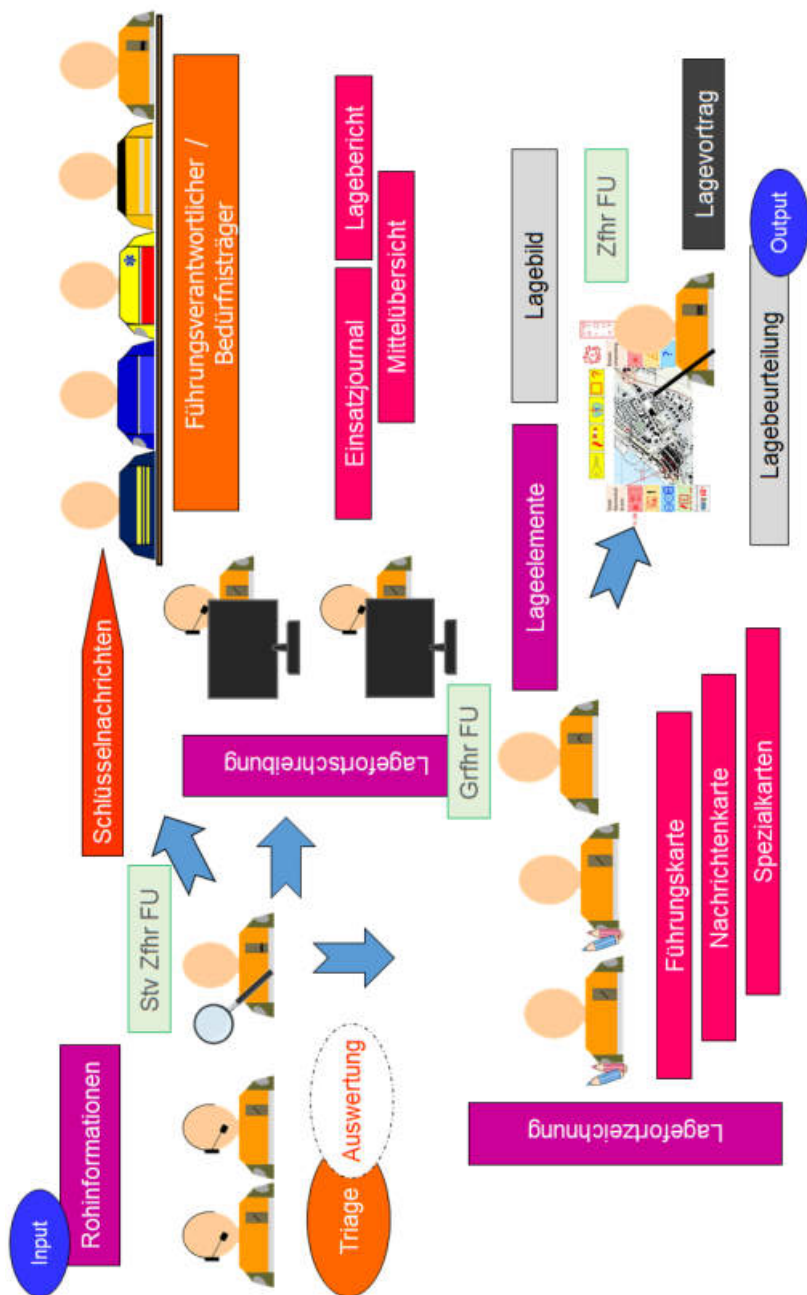 Input
Rohinformationen
Stv Zfhr FU
Schlüsselnachrichten
Führungsverantwortlicher /
Bedürfnisträger
Triage
Auswertung
Lagefortschreibung
Einsatzjournal
Lagebericht
Mittelübersicht
Grfhr FU
Lagefortzeichnung
Führungskarte
Nachrichtenkarte
Spezialkarten
Lageelemente
Lagebild
Zfhr FU
Lagevortrag
Lagebeurteilung
Output